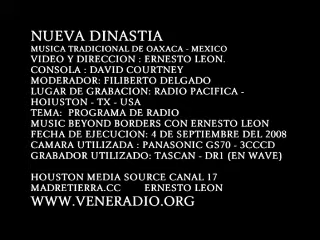 NUEVA DINASTIA
MUSICA TRADICIONAL DE OAXACA - MEXICO
VIDEO Y DIRECCION : ERNESTO LEON.
CONSOLA : DAVID COURTNEY
MODERADOR: FILIBERTO DELGADO
LUGAR DE GRABACION: RADIO PACIFICA -
HOIUSTON - TX - USA
TEMA:  PROGRAMA DE RADIO
MUSIC BEYOND BORDERS CON ERNESTO LEON
FECHA DE EJECUCION: 4 DE SEPTIEMPRE DEL 2008
CAMARA UTILIZADA : PANASONIC GS70 - 3CCCD
GRABADOR UTILIZADO: TASCAN - DR1 (EN WAVE)
HOUSTON MEDIA SOURCE CANAL 17
MADRETIERRA.CC ERNESTO LEON
WWW.VENERADIO.ORG